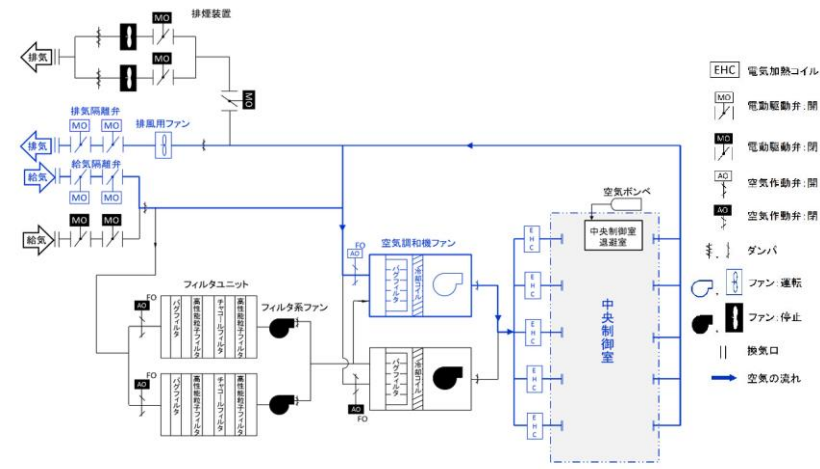 排煙装置
MO
排気
MO
MO
排気隔離弁
MO
MO
排風用ファン
排気
給気隔離弁
給気
MO
MO
MO
MO
給気
空気ボンベ
中央制御室
退避室
空気調和機ファン
FO
AO
バグフィルタ
冷却コイル
EHC
EHC
EHC
EHC
EHC
中央制御室
フィルタユニット
フィルタ系ファン
FO
AO
バグフィルタ
高性能粒子フィルタ
チャコールフィルタ
高性能粒子フィルタ
FO
AO
バグフィルタ
高性能粒子フィルタ
チャコールフィルタ
高性能粒子フィルタ
バグフィルタ
冷却コイル
AO
FO
EHC 電気加熱コイル
MO 電動駆動弁:開
MO 電動駆動弁:閉
AO 空気作動弁:開
AO 空気作動弁:閉
ダンパ
ファン:運転
ファン:停止
換気口
空気の流れ